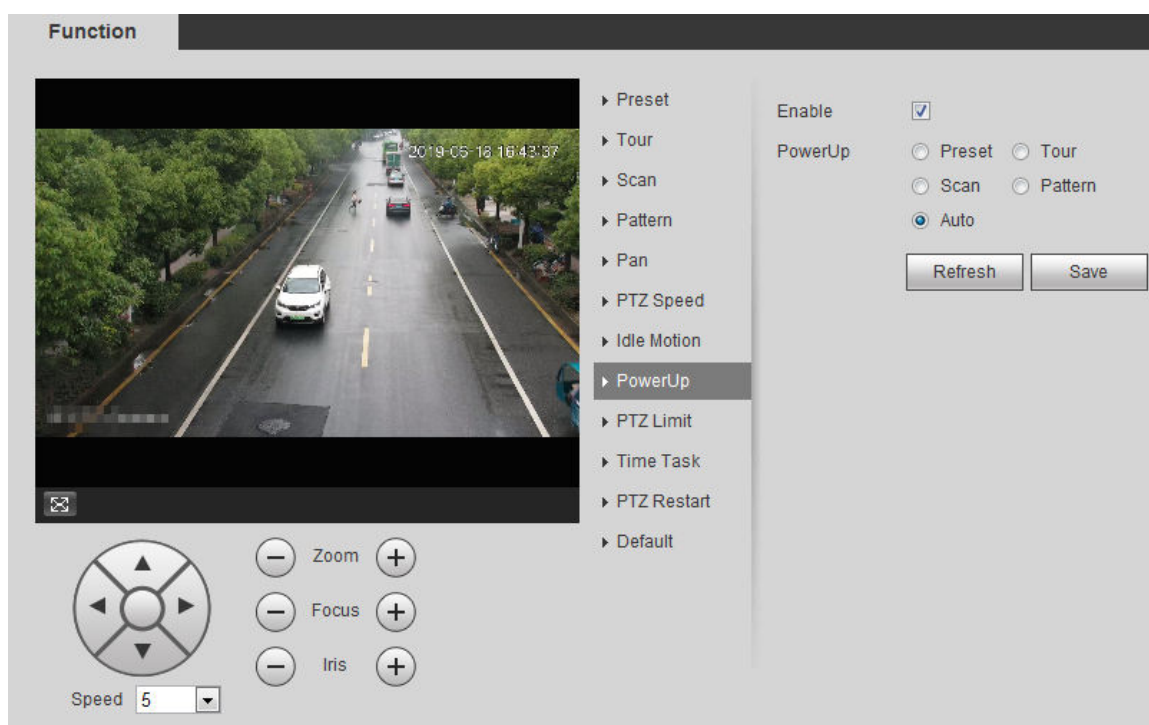 Function
2019-05-18 16:43:37
Preset
Tour
Scan
Pattern
Pan
PTZ Speed
Idle Motion
PowerUp
PTZ Limit
Time Task
PTZ Restart
Default
Enable
PowerUp
Preset Tour
Scan Pattern
Auto
Refresh Save
Zoom
Focus
Iris
Speed 5